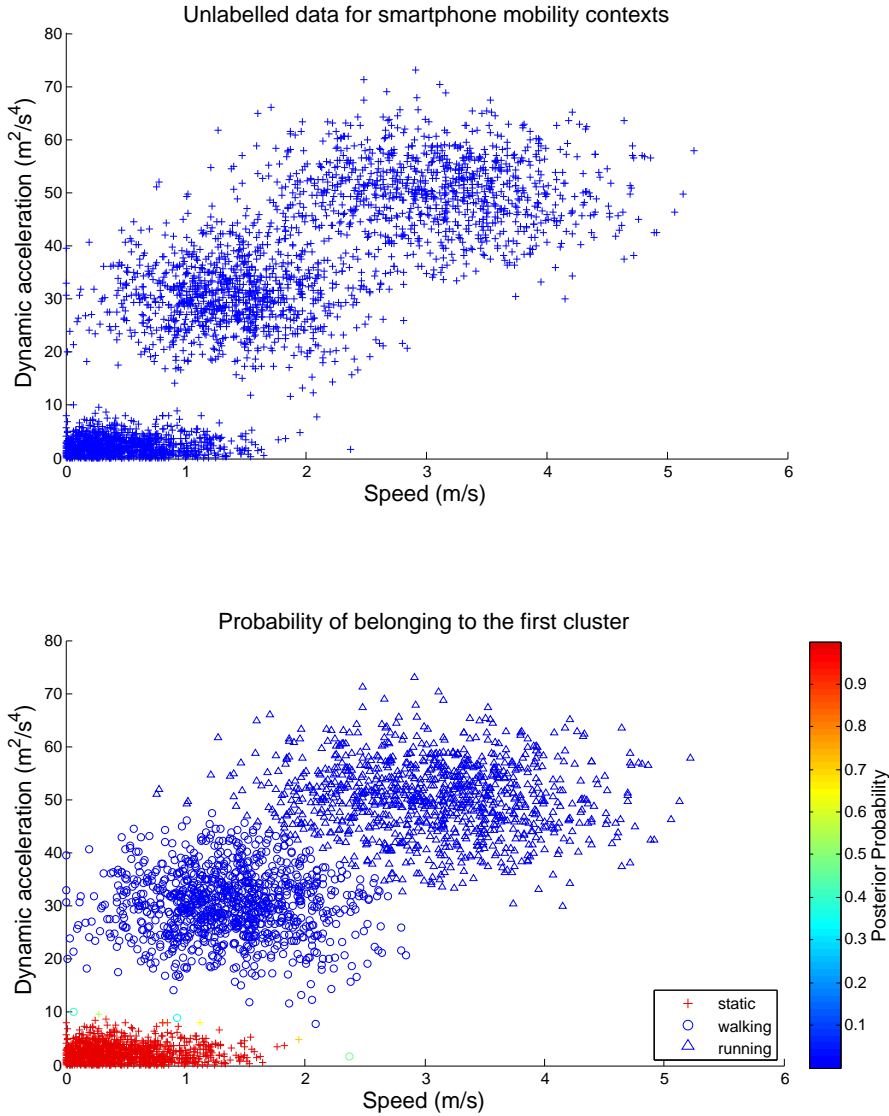 Unlabelled data for smartphone mobility contexts
80
70
60
50
40
30
20
10
0
Dynamic acceleration (m²/s⁴)
0 1 2 3 4 5 6
Speed (m/s)
Probability of belonging to the first cluster
80
70
60
50
40
30
20
10
0
Dynamic acceleration (m²/s⁴)
0 1 2 3 4 5 6
Speed (m/s)
static
walking
running
0.9
0.8
0.7
0.6
0.5
0.4
0.3
0.2
0.1
Posterior Probability